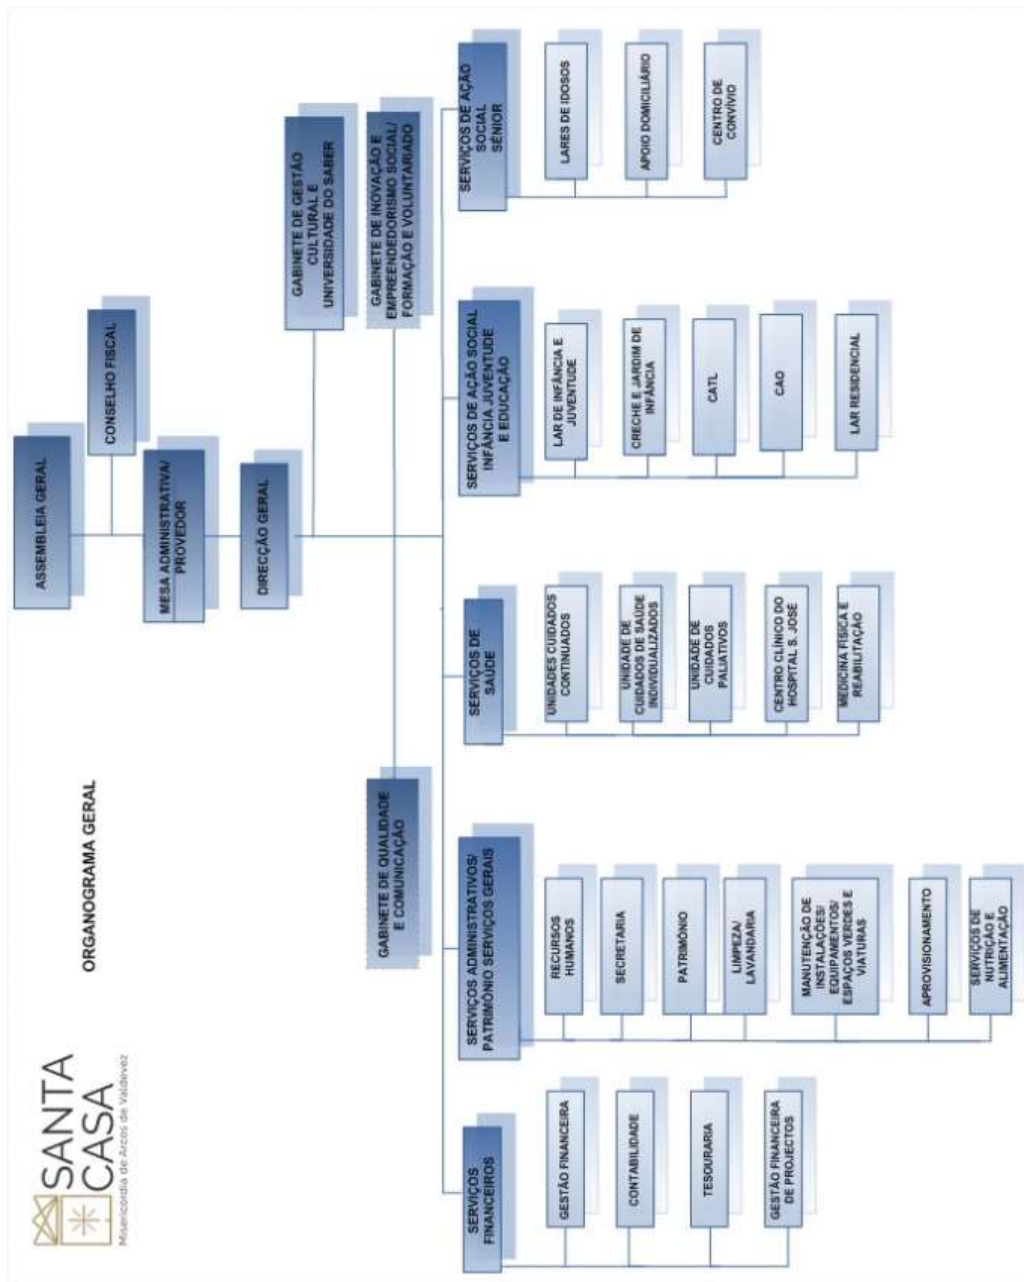 SANTA
CASA
Misericórdia de Arcos de Valdevez
ORGANOGRAMA GERAL
ASSEMBLEIA GERAL
CONSELHO FISCAL
MESA ADMINISTRATIVA/
PROVEDOR
DIRECÇÃO GERAL
GABINETE DE GESTÃO
CULTURAL E
UNIVERSIDADE DO SABER
GABINETE DE QUALIDADE
E COMUNICAÇÃO
GABINETE DE INOVAÇÃO E
EMPREENDEDORISMO SOCIAL/
FORMAÇÃO E VOLUNTARIADO
SERVIÇOS
FINANCEIROS
GESTÃO FINANCEIRA
CONTABILIDADE
TESOURARIA
GESTÃO FINANCEIRA
DE PROJECTOS
SERVIÇOS ADMINISTRATIVOS/
PATRIMÓNIO SERVIÇOS GERAIS
RECURSOS
HUMANOS
SECRETARIA
PATRIMÓNIO
LIMPEZA/
LAVANDARIA
MANUTENÇÃO DE
INSTALAÇÕES/
EQUIPAMENTOS/
ESPAÇOS VERDES E
VIATURAS
APROVISIONAMENTO
SERVIÇOS DE
NUTRIÇÃO E
ALIMENTAÇÃO
SERVIÇOS DE
SAÚDE
UNIDADES CUIDADOS
CONTINUADOS
UNIDADE DE
CUIDADOS DE SAÚDE
INDIVIDUALIZADOS
UNIDADE DE
CUIDADOS
PALIATIVOS
CENTRO CLÍNICO DO
HOSPITAL S. JOSÉ
MEDICINA FÍSICA E
REABILITAÇÃO
SERVIÇOS DE AÇÃO SOCIAL
INFÂNCIA JUVENTUDE
E EDUCAÇÃO
LAR DE INFÂNCIA E
JUVENTUDE
CRECHE E JARDIM DE
INFÂNCIA
CATL
CAO
LAR RESIDENCIAL
SERVIÇOS DE AÇÃO
SOCIAL
SÉNIOR
LARES DE IDOSOS
APOIO DOMICILIÁRIO
CENTRO DE
CONVÍVIO